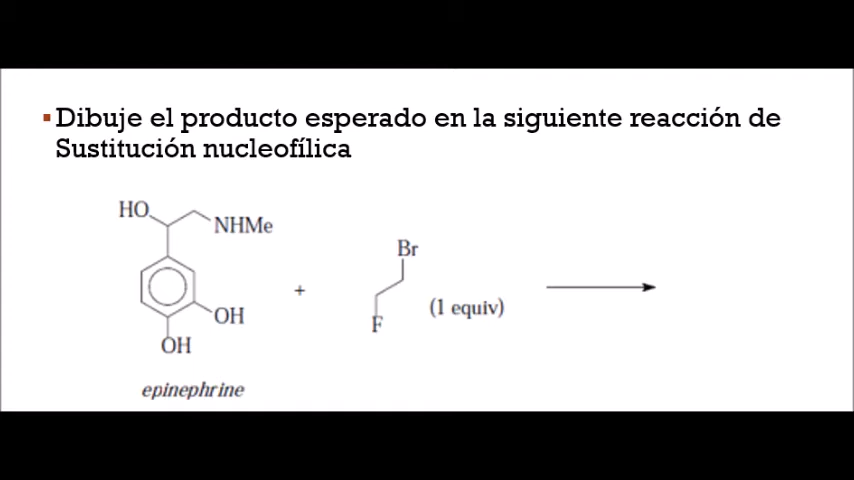 Dibuje el producto esperado en la siguiente reacción de
Sustitución nucleofílica
HO
NHMe
Br
+
OH
(1 equiv)
F
OH
epinephrine